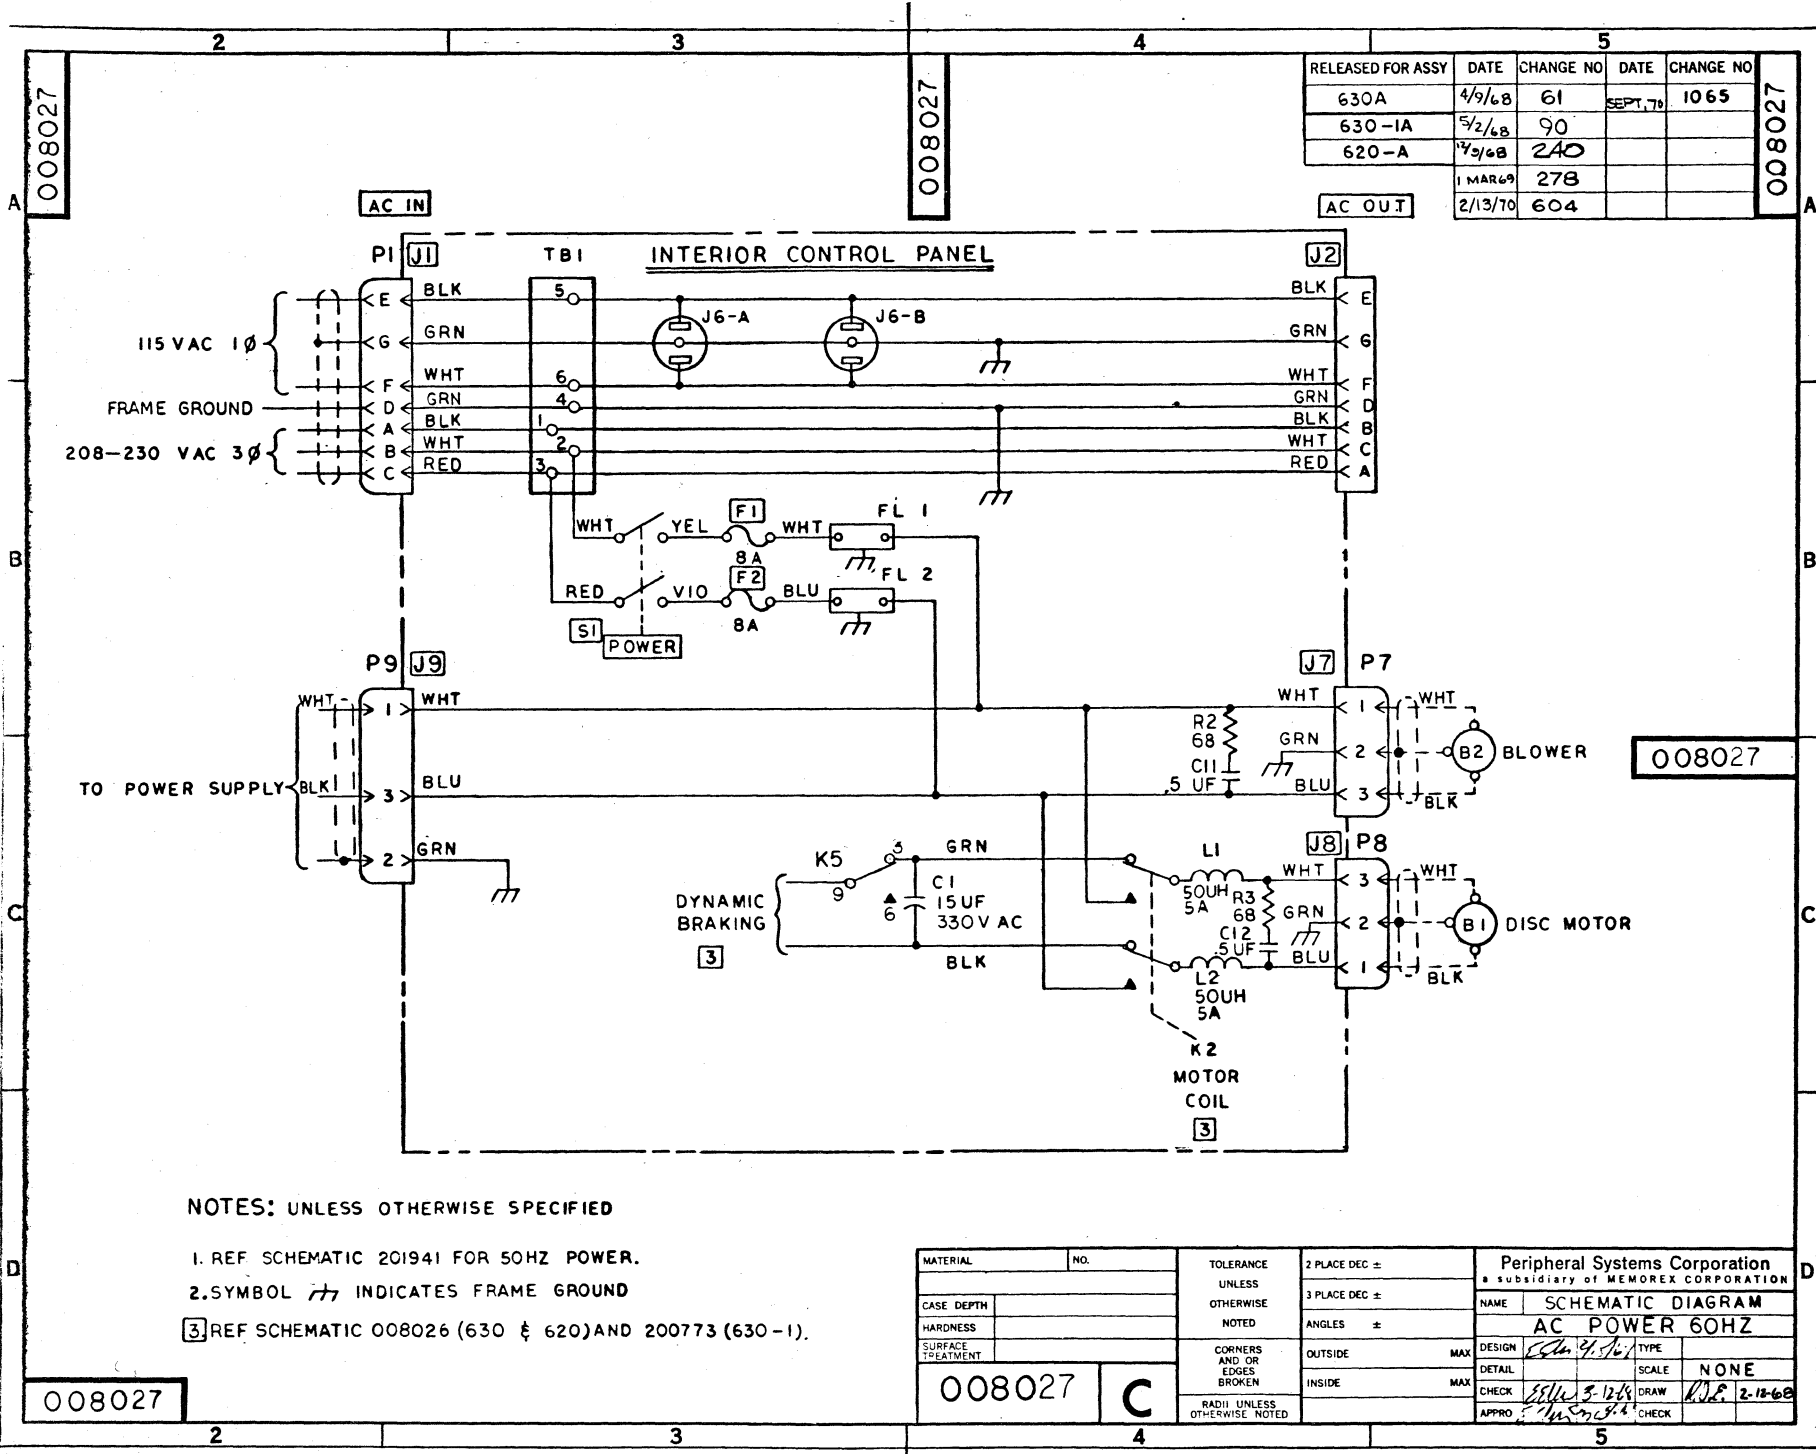 2 3 4 5
008027
008027
008027
RELEASED FOR ASSY DATE CHANGE NO DATE CHANGE NO
630A 4/9/68 61 SEPT,70 1065
630-1A 5/2/68 90
620-A 12/9/68 240
1 MAR69 278
2/13/70 604
A A
AC IN AC OUT
P1 J1 TB1 INTERIOR CONTROL PANEL J2
E BLK 5 BLK E
J6-A J6-B
115 VAC 1Ø G GRN GRN G
F WHT 6 WHT F
FRAME GROUND D GRN 4 GRN D
A BLK 1 BLK B
208-230 VAC 3Ø B WHT 2 WHT C
C RED 3 RED A
WHT YEL F1 WHT FL 1
8A
B B
RED VIO F2 BLU FL 2
8A
S1
POWER
P9 J9 J7 P7
WHT 1 WHT WHT 1 WHT
R2
68
GRN 2 B2 BLOWER
008027
C11
.5 UF
TO POWER SUPPLY BLK 3 BLU BLU 3 BLK
2 GRN
J8 P8
K5 3 GRN L1
9 WHT 3 WHT
50UH
5A
R3
68
DYNAMIC
BRAKING
3
6
C1
15UF
330VAC
C C
GRN 2 B1 DISC MOTOR
C12
.5UF
BLK BLU 1 BLK
L2
50UH
5A
K2
MOTOR
COIL
3
NOTES: UNLESS OTHERWISE SPECIFIED
1. REF SCHEMATIC 201941 FOR 50HZ POWER.
2. SYMBOL INDICATES FRAME GROUND
3 REF SCHEMATIC 008026 (630 & 620) AND 200773 (630-1).
D D
MATERIAL NO.
CASE DEPTH
HARDNESS
SURFACE
TREATMENT
008027 C
TOLERANCE
UNLESS
OTHERWISE
NOTED
CORNERS
AND OR
EDGES
BROKEN
RADII UNLESS
OTHERWISE NOTED
2 PLACE DEC ±
3 PLACE DEC ±
ANGLES ±
OUTSIDE MAX
INSIDE MAX
Peripheral Systems Corporation
a subsidiary of MEMOREX CORPORATION
NAME SCHEMATIC DIAGRAM
AC POWER 60HZ
DESIGN TYPE
DETAIL SCALE NONE
CHECK 3-12-68 DRAW R.J.E. 2-12-68
APPRO CHECK
008027
2 3 4 5